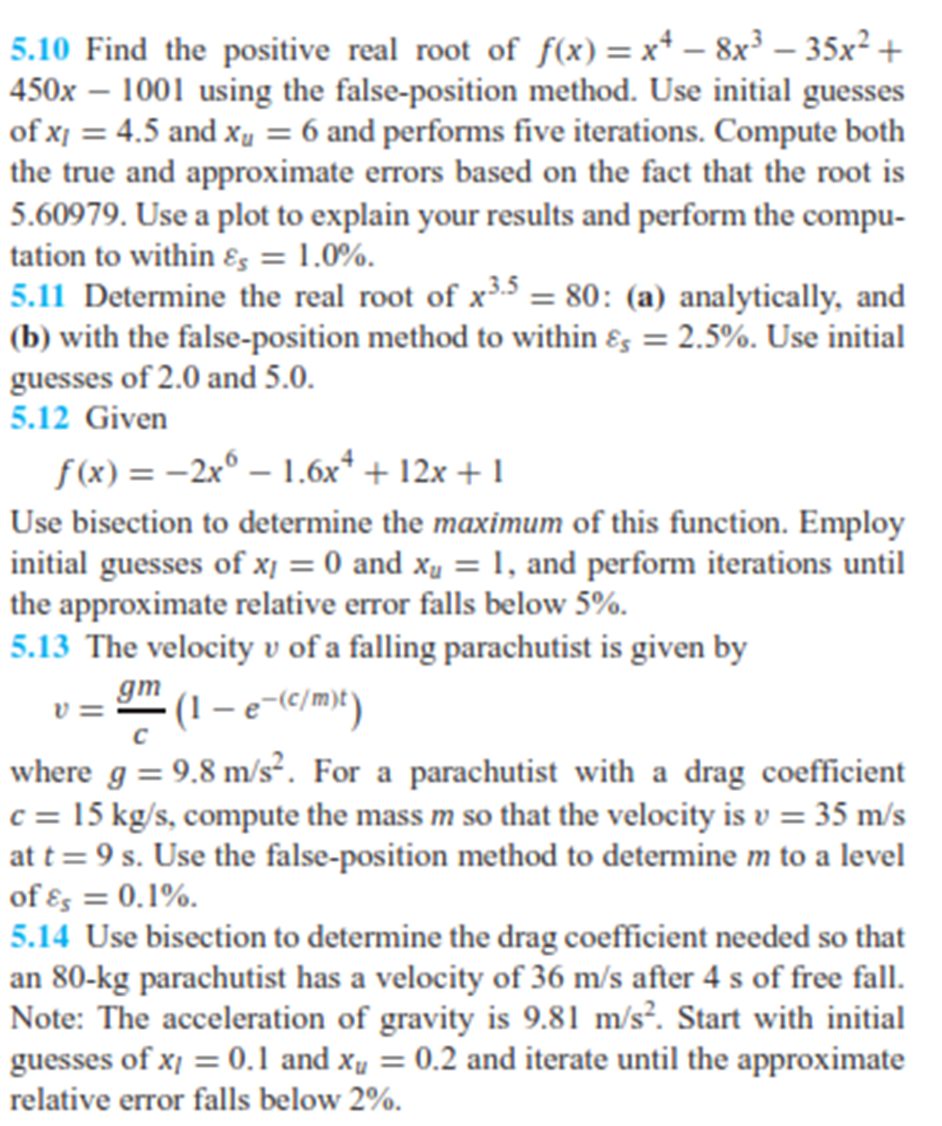 5.10 Find the positive real root of f(x) = x⁴ − 8x³ − 35x² +
450x − 1001 using the false-position method. Use initial guesses
of xₗ = 4.5 and xᵤ = 6 and performs five iterations. Compute both
the true and approximate errors based on the fact that the root is
5.60979. Use a plot to explain your results and perform the compu-
tation to within εₛ = 1.0%.
5.11 Determine the real root of x³·⁵ = 80: (a) analytically, and
(b) with the false-position method to within εₛ = 2.5%. Use initial
guesses of 2.0 and 5.0.
5.12 Given
f(x) = −2x⁶ − 1.6x⁴ + 12x + 1
Use bisection to determine the maximum of this function. Employ
initial guesses of xₗ = 0 and xᵤ = 1, and perform iterations until
the approximate relative error falls below 5%.
5.13 The velocity v of a falling parachutist is given by
v = gm/c (1 − e^−(c/m)t)
where g = 9.8 m/s². For a parachutist with a drag coefficient
c = 15 kg/s, compute the mass m so that the velocity is v = 35 m/s
at t = 9 s. Use the false-position method to determine m to a level
of εₛ = 0.1%.
5.14 Use bisection to determine the drag coefficient needed so that
an 80-kg parachutist has a velocity of 36 m/s after 4 s of free fall.
Note: The acceleration of gravity is 9.81 m/s². Start with initial
guesses of xₗ = 0.1 and xᵤ = 0.2 and iterate until the approximate
relative error falls below 2%.